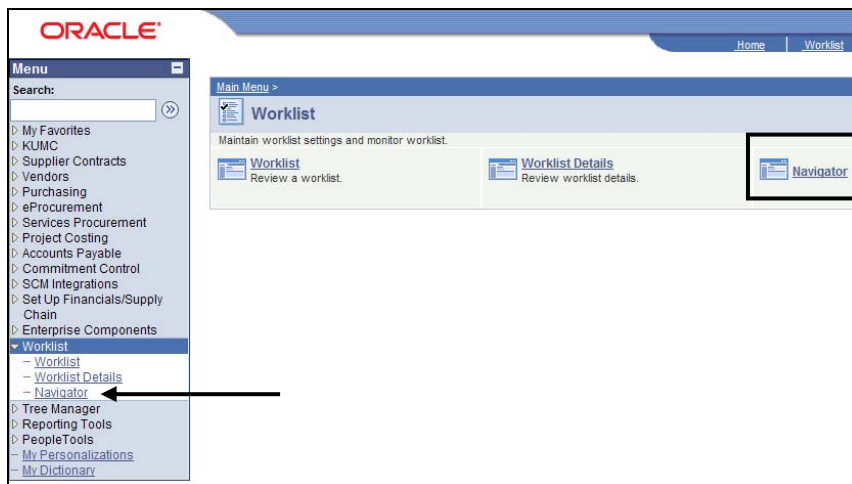 ORACLE'
Home
Worklist
Menu
Search:
My Favorites
KUMC
Supplier Contracts
Vendors
Purchasing
eProcurement
Services Procurement
Project Costing
Accounts Payable
Commitment Control
SCM Integrations
Set Up Financials/Supply
Chain
Enterprise Components
Worklist
– Worklist
– Worklist Details
– Navigator
Tree Manager
Reporting Tools
PeopleTools
– My Personalizations
– My Dictionary
Main Menu >
Worklist
Maintain worklist settings and monitor worklist.
Worklist
Review a worklist.
Worklist Details
Review worklist details.
Navigator